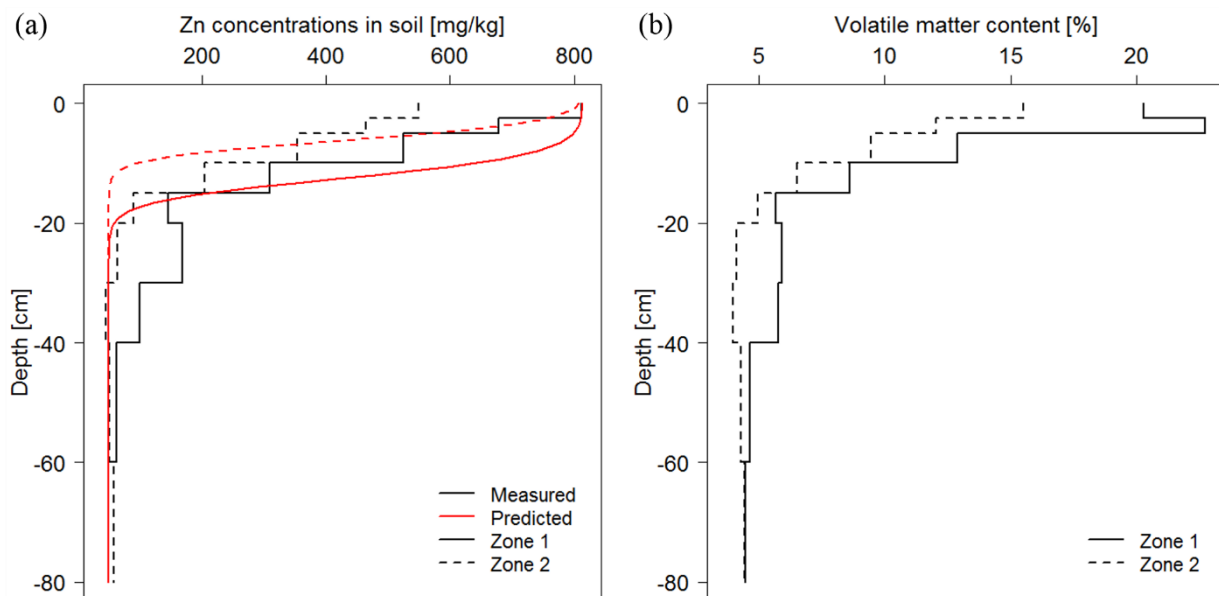 (a)
Zn concentrations in soil [mg/kg]
200 400 600 800
0
-20
-40
-60
-80
Depth [cm]
Measured
Predicted
Zone 1
Zone 2
(b)
Volatile matter content [%]
5 10 15 20
0
-20
-40
-60
-80
Depth [cm]
Zone 1
Zone 2